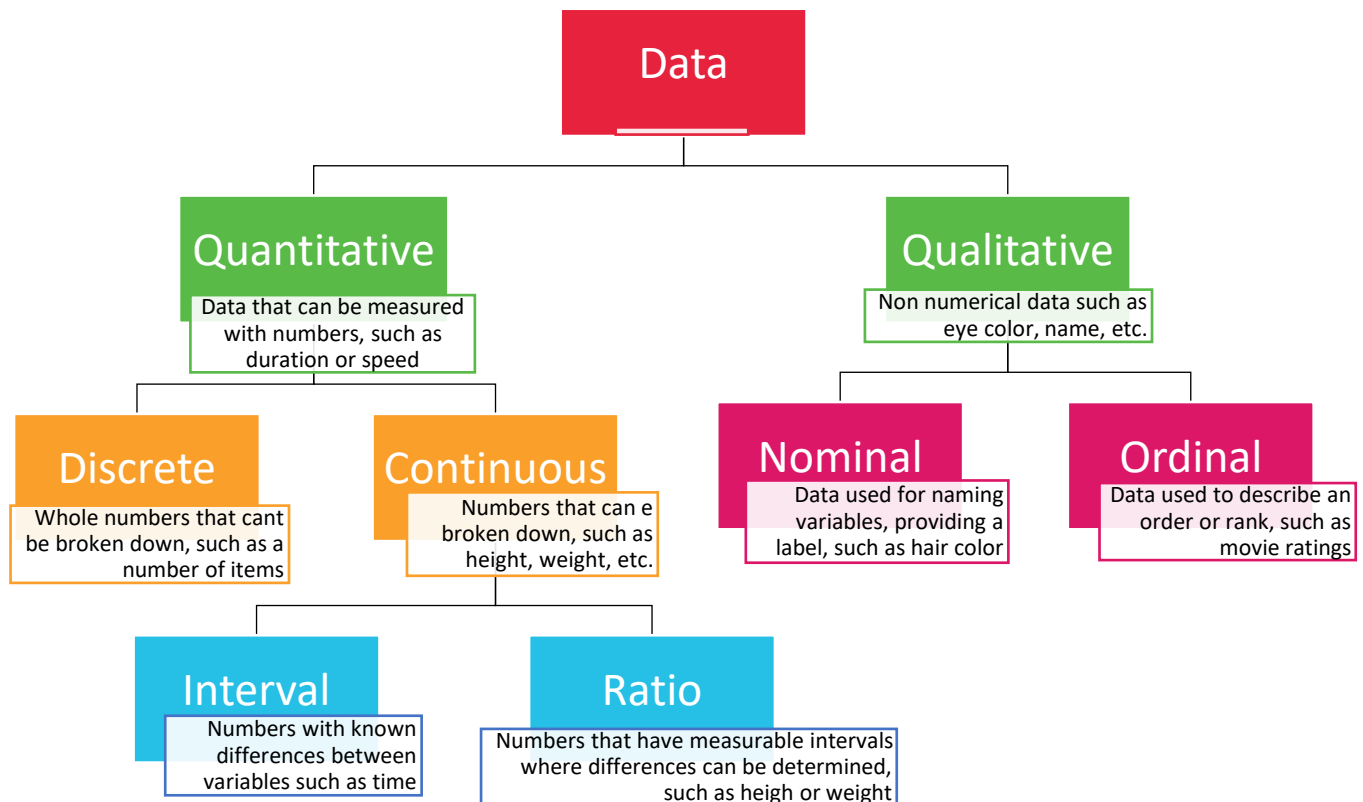 Data
Quantitative
Data that can be measured
with numbers, such as
duration or speed
Qualitative
Non numerical data such as
eye color, name, etc.
Discrete
Whole numbers that cant
be broken down, such as a
number of items
Continuous
Numbers that can e
broken down, such as
height, weight, etc.
Nominal
Data used for naming
variables, providing a
label, such as hair color
Ordinal
Data used to describe an
order or rank, such as
movie ratings
Interval
Numbers with known
differences between
variables such as time
Ratio
Numbers that have measurable intervals
where differences can be determined,
such as heigh or weight